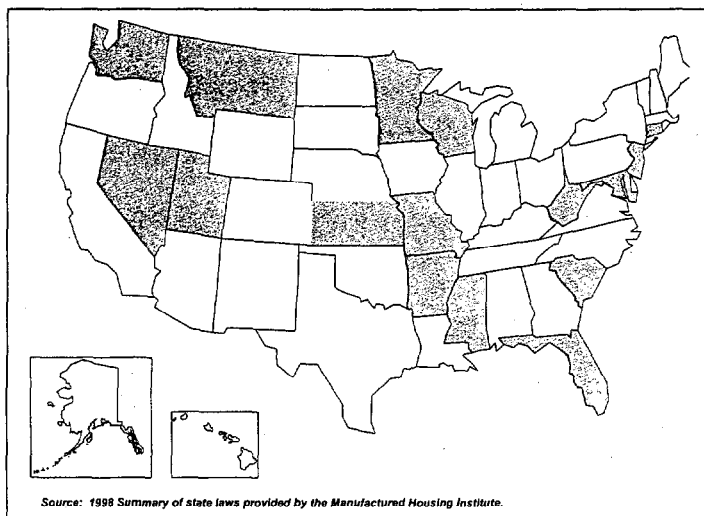 Source: 1998 Summary of state laws provided by the Manufactured Housing Institute.